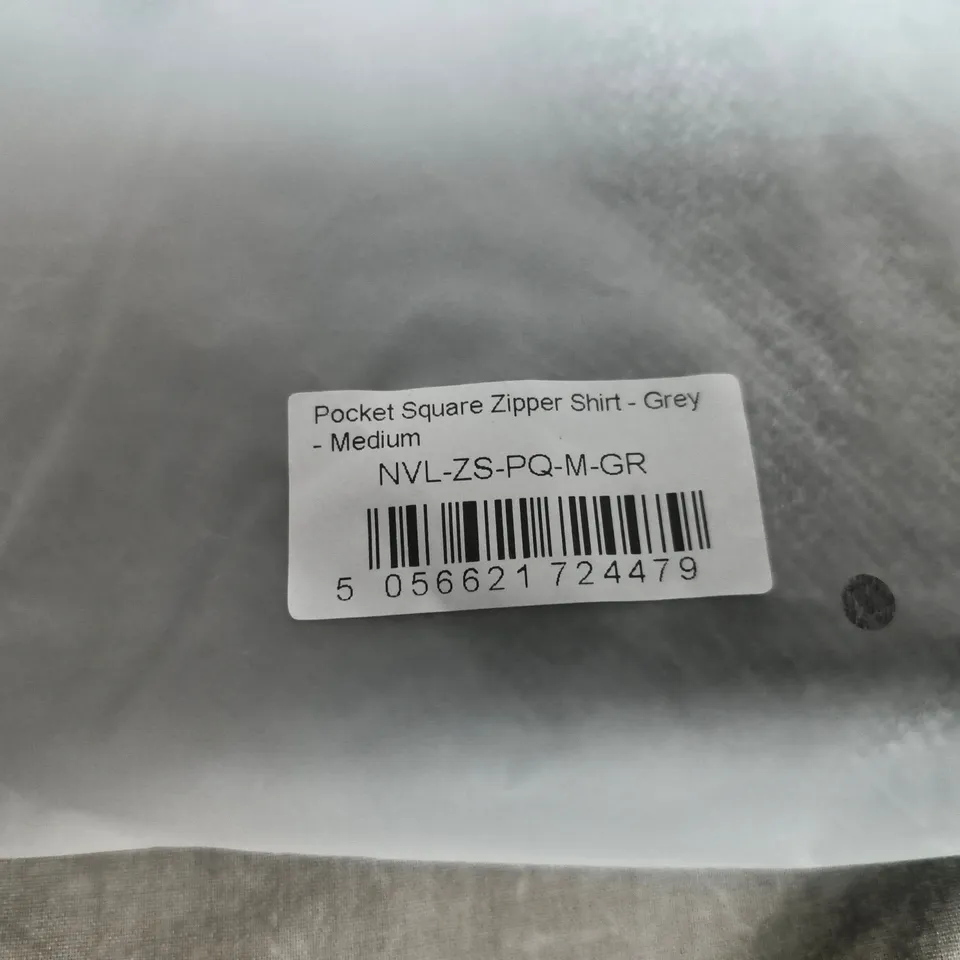 Pocket Square Zipper Shirt - Grey
- Medium
NVL-ZS-PQ-M-GR
5 056621 724479